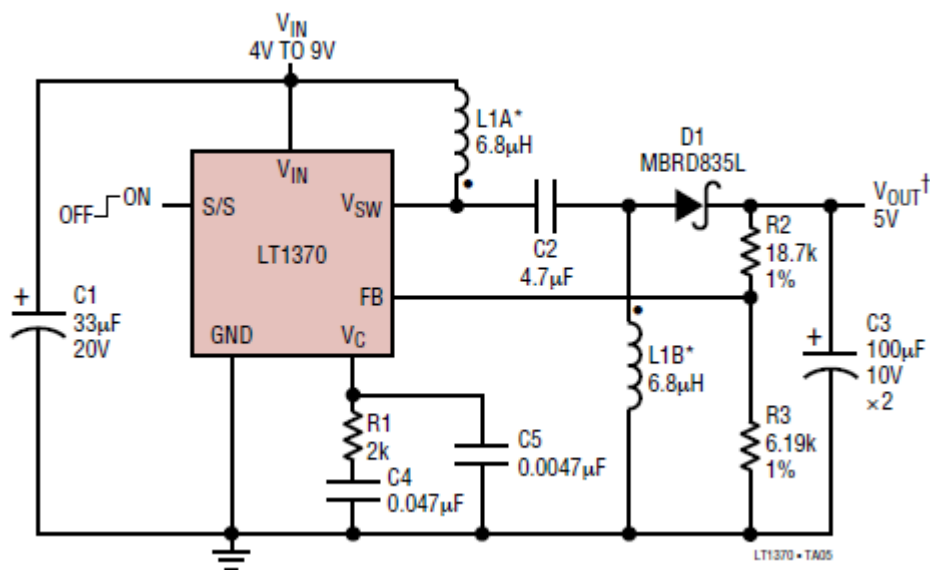 VIN
4V TO 9V
L1A*
6.8µH
D1
MBRD835L
VIN
OFF
ON
S/S
VSW
VOUT†
5V
R2
18.7k
1%
LT1370
C2
4.7µF
FB
+
C1
33µF
20V
GND
VC
L1B*
6.8µH
+
C3
100µF
10V
×2
R1
2k
C5
0.0047µF
R3
6.19k
1%
C4
0.047µF
LT1370 • TA05